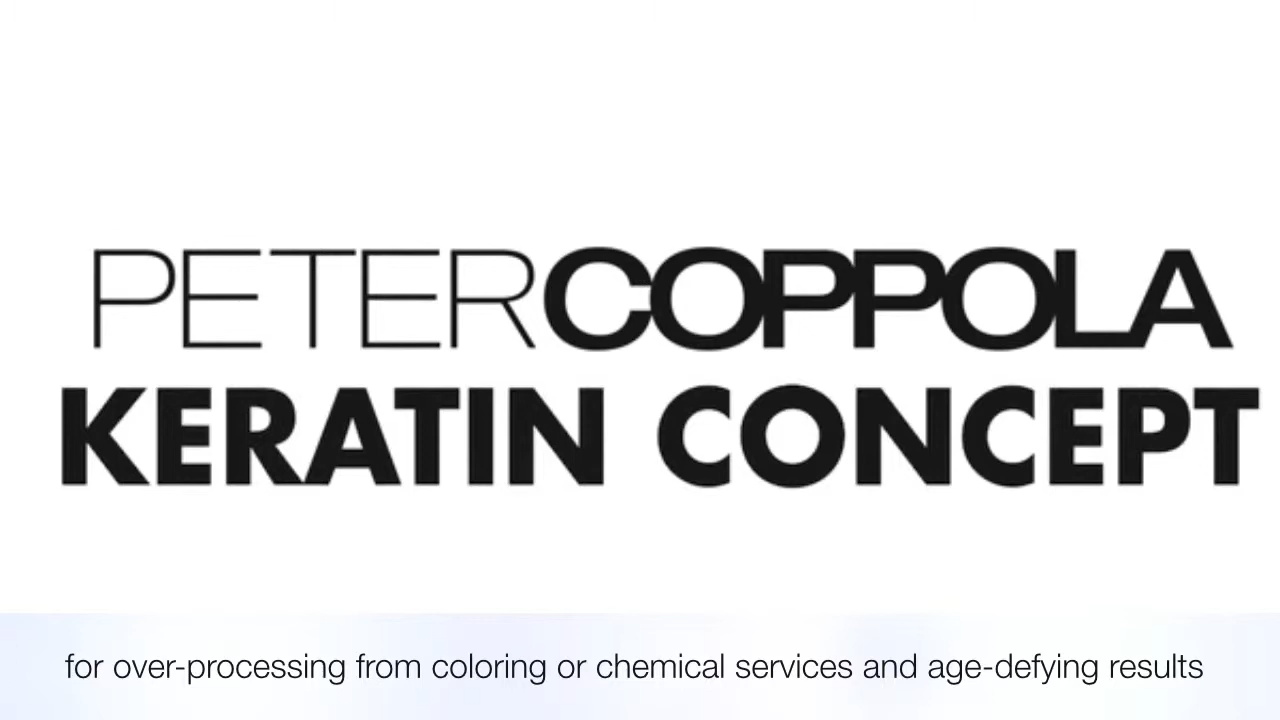 PETERCOPPOLA
KERATIN CONCEPT
for over-processing from coloring or chemical services and age-defying results